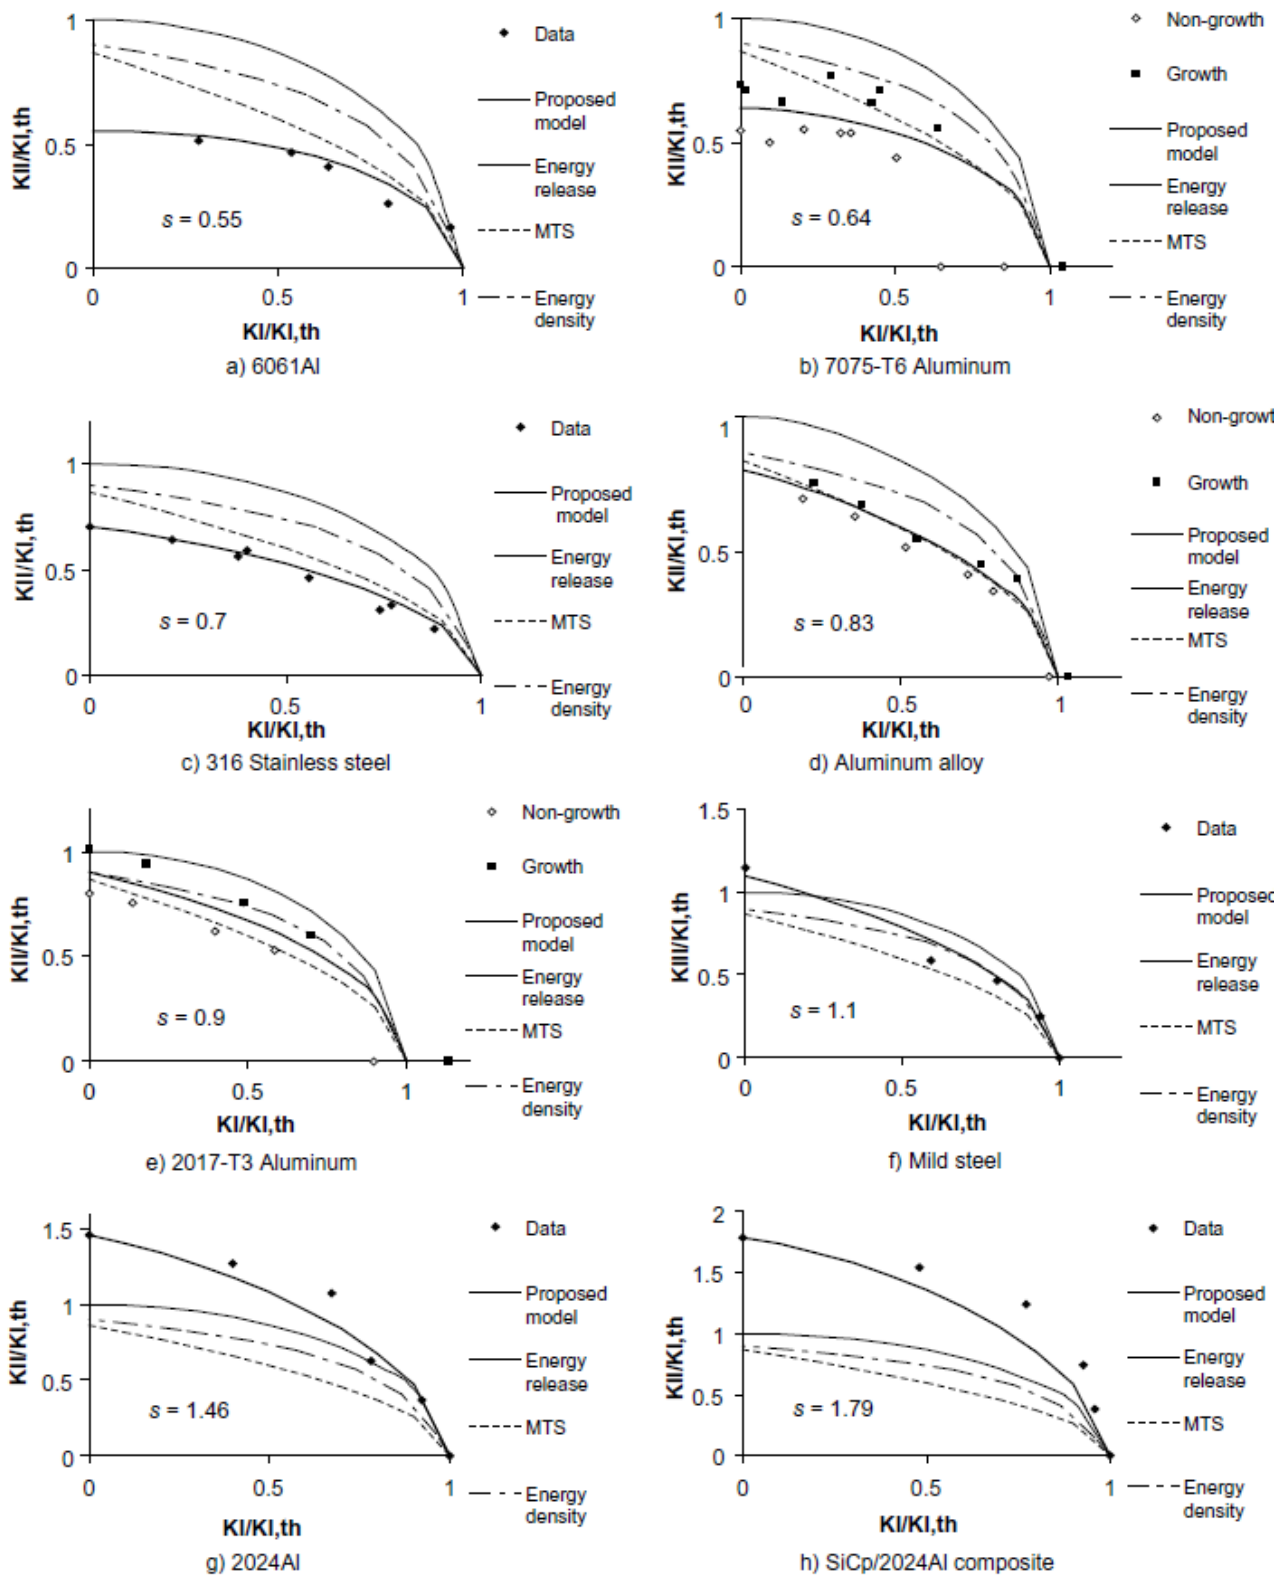 1
0.5
0
KII/KI,th
s = 0.55
0
0.5
1
KI/KI,th
Data
Proposed
model
Energy
release
MTS
Energy
density
a) 6061Al
1
0.5
0
KII/KI,th
s = 0.64
0
0.5
1
KI/KI,th
Non-growth
Growth
Proposed
model
Energy
release
MTS
Energy
density
b) 7075-T6 Aluminum
1
0.5
0
KII/KI,th
s = 0.7
0
0.5
1
KI/KI,th
Data
Proposed
model
Energy
release
MTS
Energy
density
c) 316 Stainless steel
1
0.5
0
KII/KI,th
s = 0.83
0
0.5
1
KI/KI,th
Non-growt
Growth
Proposed
model
Energy
release
MTS
Energy
density
d) Aluminum alloy
1
0.5
0
KII/KI,th
s = 0.9
0
0.5
1
KI/KI,th
Non-growth
Growth
Proposed
model
Energy
release
MTS
Energy
density
e) 2017-T3 Aluminum
1.5
1
0.5
0
KIII/KI,th
s = 1.1
0
0.5
1
KI/KI,th
Data
Proposed
model
Energy
release
MTS
Energy
density
f) Mild steel
1.5
1
0.5
0
KII/KI,th
s = 1.46
0
0.5
1
KI/KI,th
Data
Proposed
model
Energy
release
MTS
Energy
density
g) 2024Al
2
1.5
1
0.5
0
KII/KI,th
s = 1.79
0
0.5
1
KI/KI,th
Data
Proposed
model
Energy
release
MTS
Energy
density
h) SiCp/2024Al composite